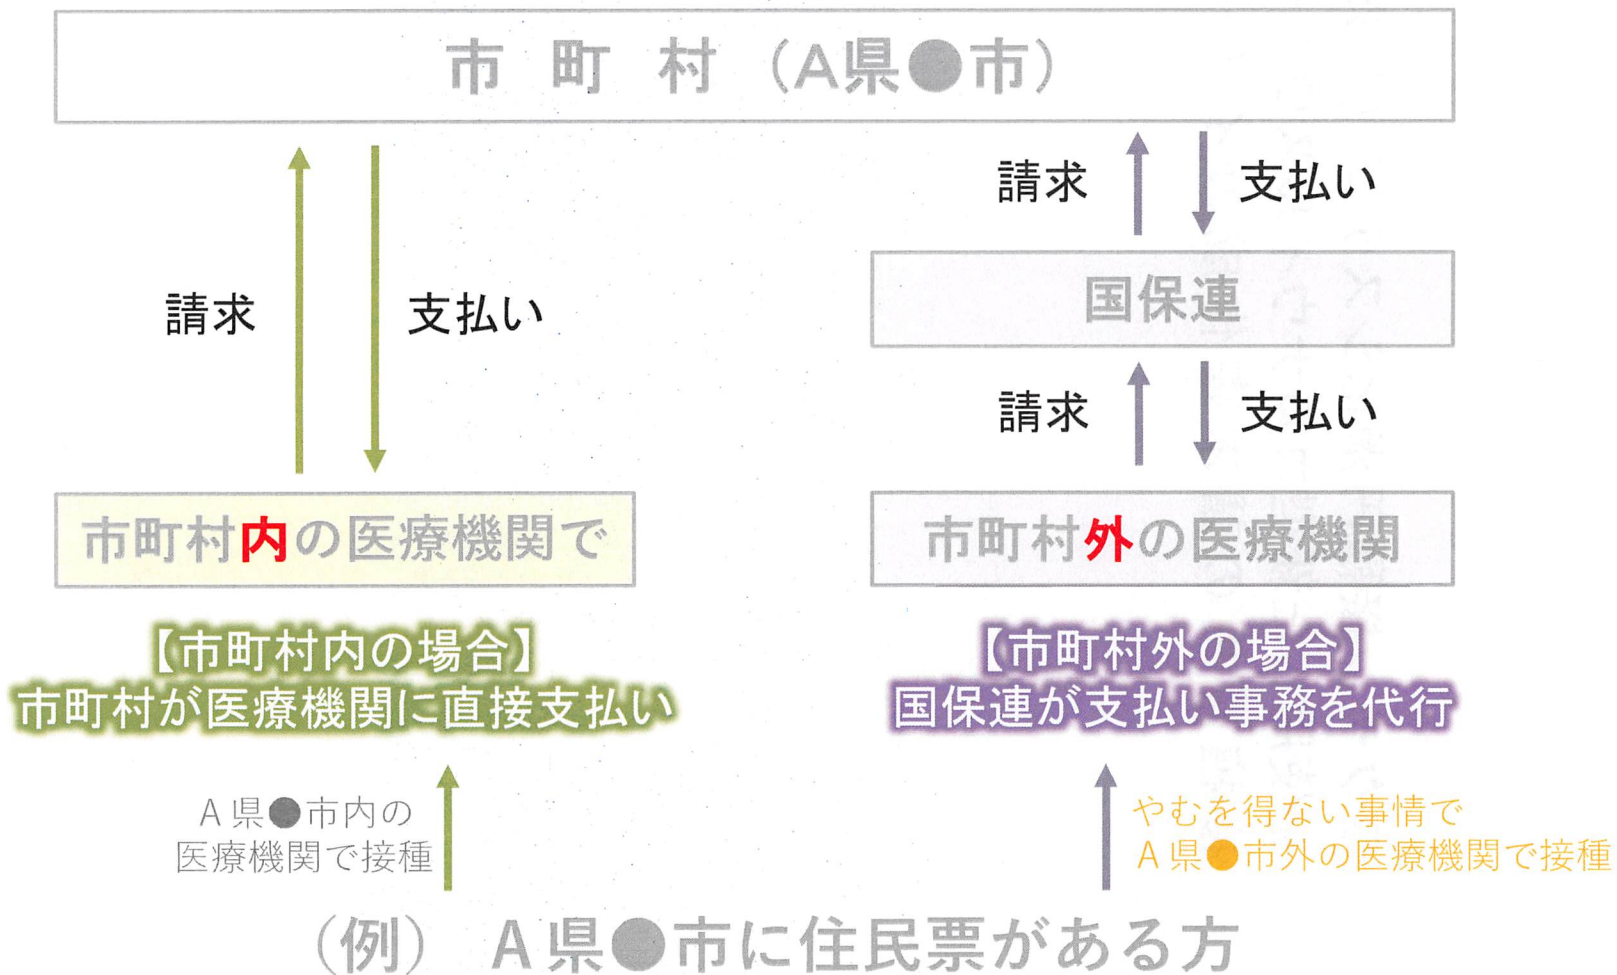 市 町 村 （A県●市）
請求
支払い
請求
支払い
国保連
請求
支払い
市町村内の医療機関で
市町村外の医療機関
【市町村内の場合】
市町村が医療機関に直接支払い
【市町村外の場合】
国保連が支払い事務を代行
A県●市内の
医療機関で接種
やむを得ない事情で
A県●市外の医療機関で接種
（例） A県●市に住民票がある方